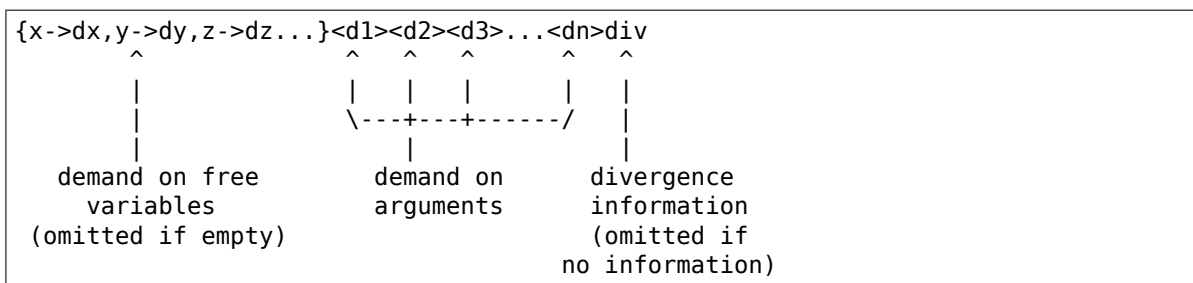 {x->dx,y->dy,z->dz...}<d1><d2><d3>...<dn>div
        ^              ^   ^   ^      ^   ^
        |              |   |   |      |   |
        |              \---+---+------/   |
        |                  |              |
   demand on free        demand on      divergence
     variables           arguments      information
 (omitted if empty)                     (omitted if
                                      no information)